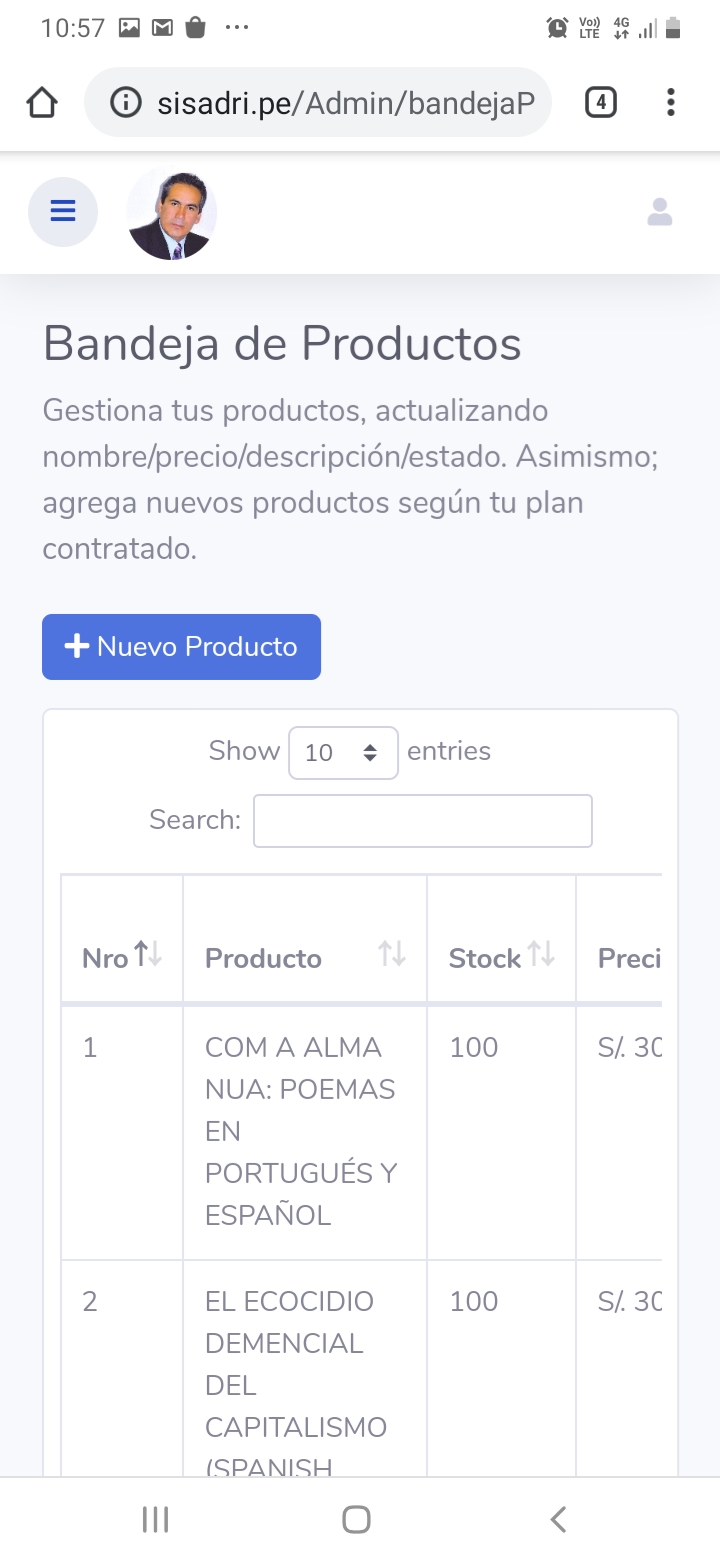 10:57
Vo)) 4G
LTE
sisadri.pe/Admin/bandejaP
4
Bandeja de Productos
Gestiona tus productos, actualizando
nombre/precio/descripción/estado. Asimismo;
agrega nuevos productos según tu plan
contratado.
Nuevo Producto
Show 10 entries
Search:
Nro Producto Stock Preci
1 COM A ALMA 100 S/. 30
NUA: POEMAS
EN
PORTUGUÉS Y
ESPAÑOL
2 EL ECOCIDIO 100 S/. 30
DEMENCIAL
DEL
CAPITALISMO
(SPANISH